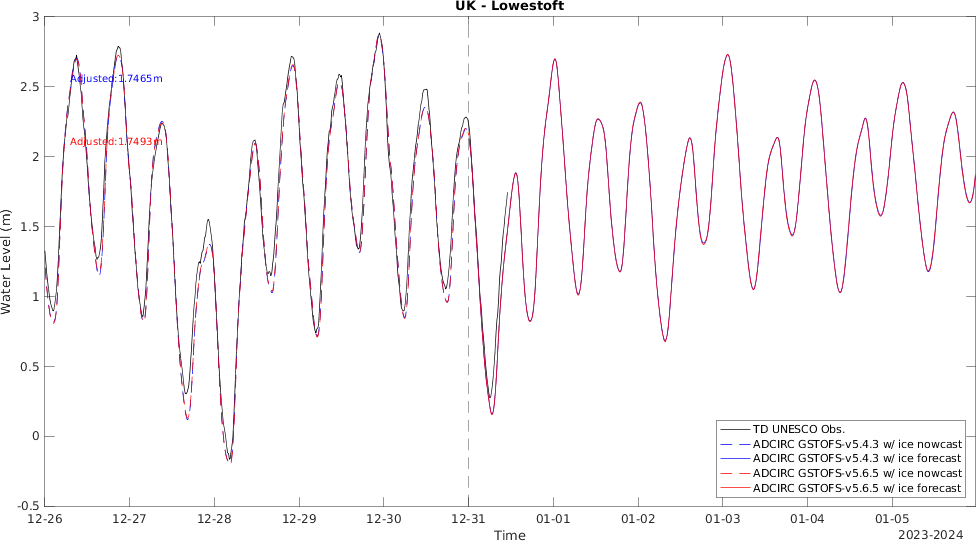 UK - Lowestoft
3
2.5
2
1.5
1
0.5
0
-0.5
Water Level (m)
Adjusted:1.7465m
Adjusted:1.7493m
TD UNESCO Obs.
ADCIRC GSTOFS-v5.4.3 w/ ice nowcast
ADCIRC GSTOFS-v5.4.3 w/ ice forecast
ADCIRC GSTOFS-v5.6.5 w/ ice nowcast
ADCIRC GSTOFS-v5.6.5 w/ ice forecast
12-26 12-27 12-28 12-29 12-30 12-31 01-01 01-02 01-03 01-04 01-05
Time
2023-2024